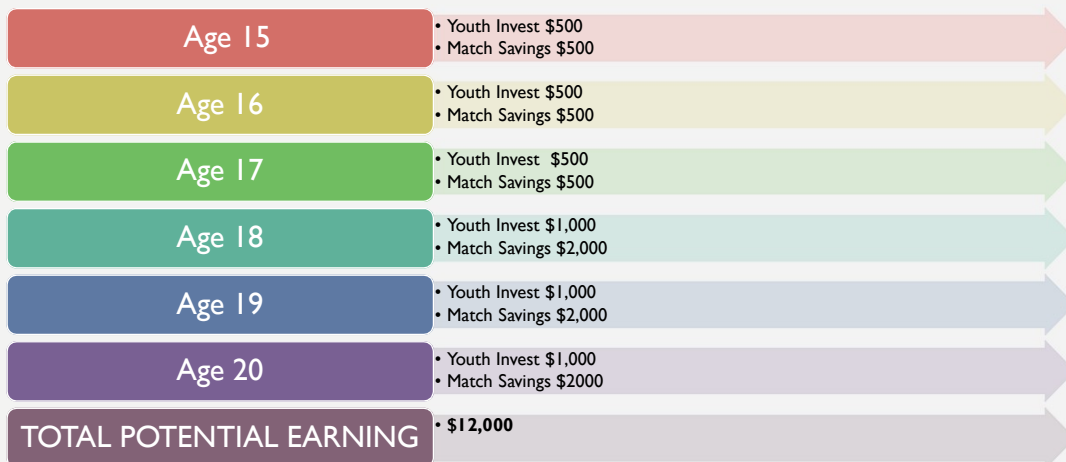 Age 15
• Youth Invest $500
• Match Savings $500
Age 16
• Youth Invest $500
• Match Savings $500
Age 17
• Youth Invest  $500
• Match Savings $500
Age 18
• Youth Invest $1,000
• Match Savings $2,000
Age 19
• Youth Invest $1,000
• Match Savings $2,000
Age 20
• Youth Invest $1,000
• Match Savings $2000
TOTAL POTENTIAL EARNING
• $12,000